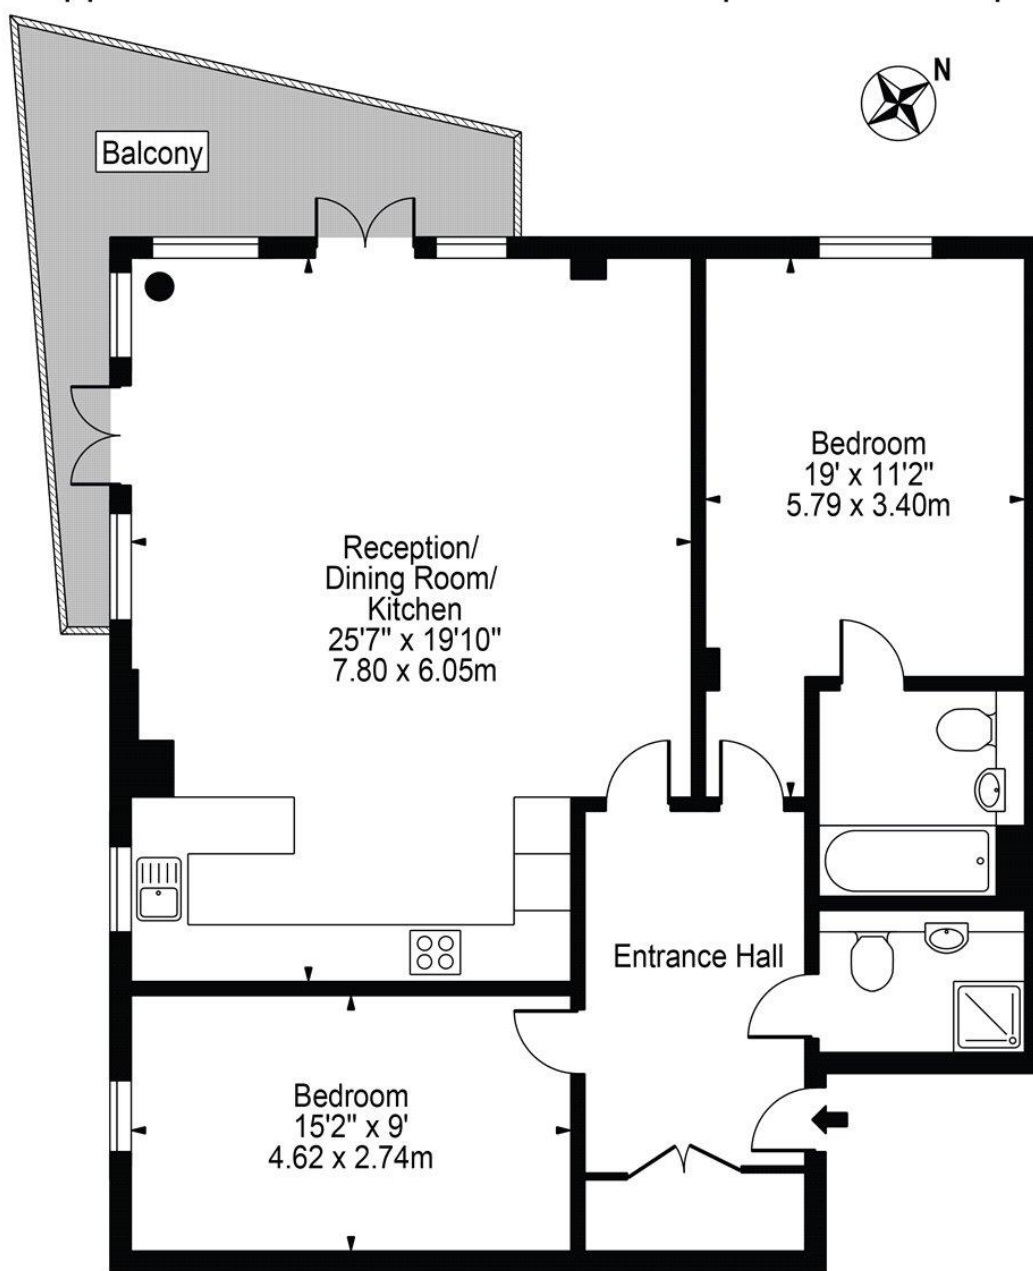 N
Balcony
Bedroom
19' x 11'2"
5.79 x 3.40m
Reception/
Dining Room/
Kitchen
25'7" x 19'10"
7.80 x 6.05m
Entrance Hall
Bedroom
15'2" x 9'
4.62 x 2.74m